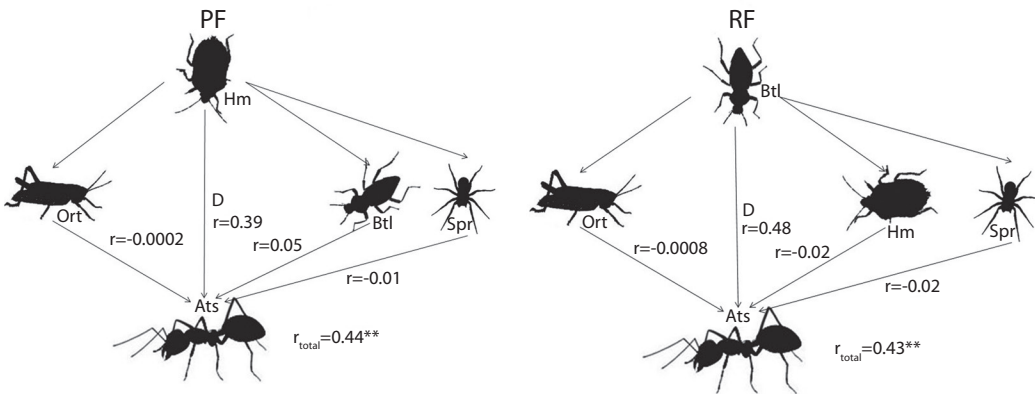 PF
Hm
Ort
D
r=0.39
Btl
Spr
r=-0.0002
r=0.05
r=-0.01
Ats
r_total=0.44**
RF
Btl
Ort
D
r=0.48
Hm
Spr
r=-0.0008
r=-0.02
r=-0.02
Ats
r_total=0.43**